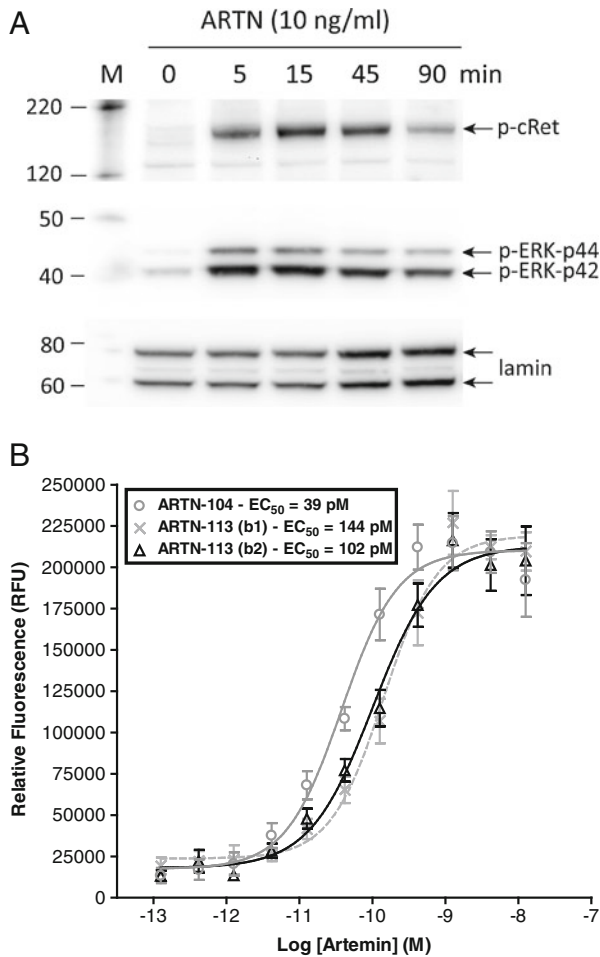 A
ARTN (10 ng/ml)
M 0 5 15 45 90 min
220
120
p-cRet
50
40
p-ERK-p44
p-ERK-p42
80
60
lamin
B
250000
225000
200000
175000
150000
125000
100000
75000
50000
25000
0
Relative Fluorescence (RFU)
ARTN-104 - EC50 = 39 pM
ARTN-113 (b1) - EC50 = 144 pM
ARTN-113 (b2) - EC50 = 102 pM
-13 -12 -11 -10 -9 -8 -7
Log [Artemin] (M)